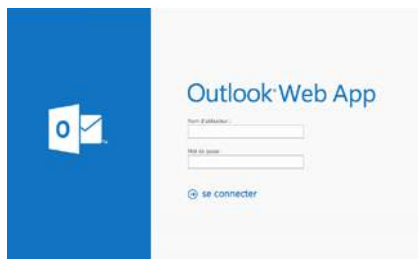 Outlook Web App
Nom d'utilisateur :
Mot de passe :
se connecter